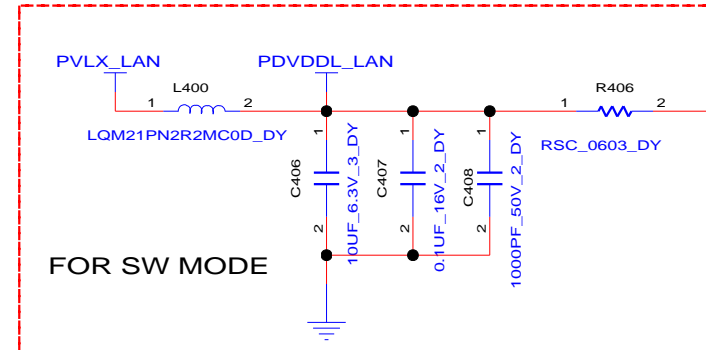 PVLX_LAN
PDVDDL_LAN
L400
R406
1
2
1
2
LQM21PN2R2MC0D_DY
RSC_0603_DY
1
C406
2
10UF_6.3V_3_DY
1
C407
2
0.1UF_16V_2_DY
1
C408
2
1000PF_50V_2_DY
FOR SW MODE